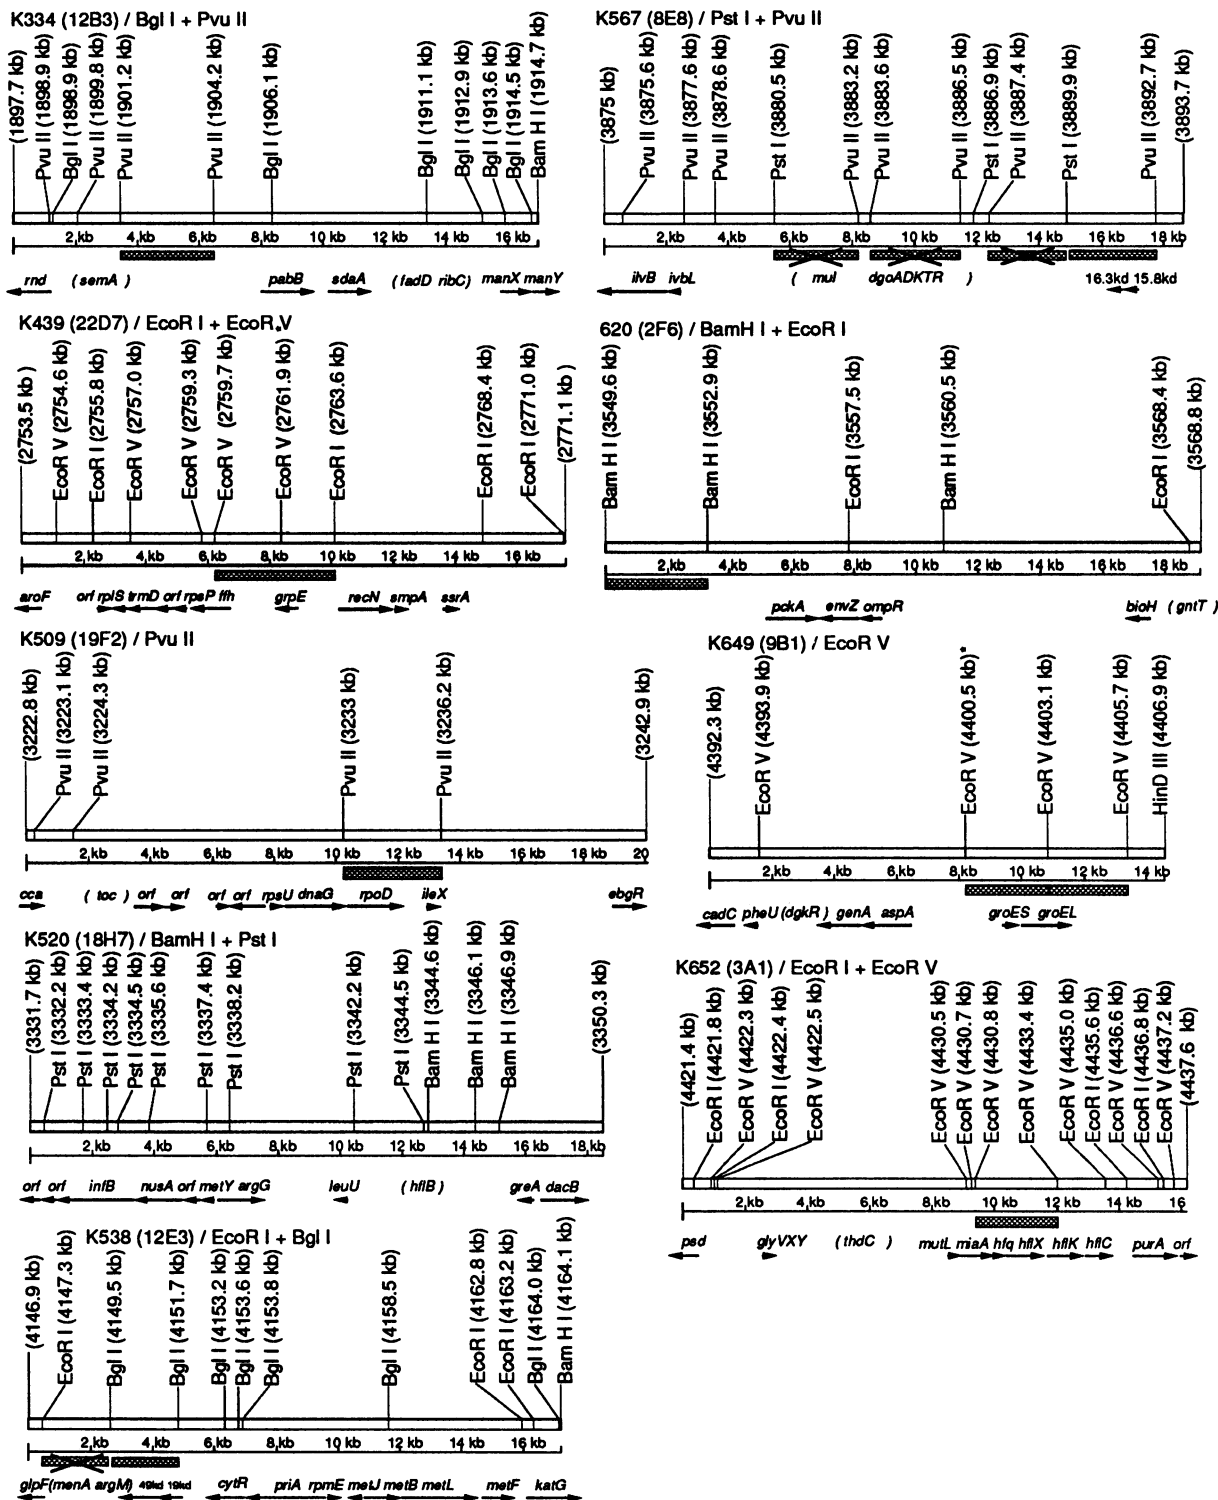 K334 (12B3) / Bgl I + Pvu II
(1897.7 kb)
Pvu II (1898.9 kb)
Bgl I (1898.9 kb)
Pvu II (1899.8 kb)
Pvu II (1901.2 kb)
Pvu II (1904.2 kb)
Bgl I (1906.1 kb)
Bgl I (1911.1 kb)
Bgl I (1912.9 kb)
Bgl I (1913.6 kb)
Bgl I (1914.5 kb)
Bam H I (1914.7 kb)
2 kb 4 kb 6 kb 8 kb 10 kb 12 kb 14 kb 16 kb
rnd ( semA ) pabB sdaA ( fadD ribC) manX manY
K567 (8E8) / Pst I + Pvu II
(3875 kb)
Pvu II (3875.6 kb)
Pvu II (3877.6 kb)
Pvu II (3878.6 kb)
Pst I (3880.5 kb)
Pvu II (3883.2 kb)
Pvu II (3883.6 kb)
Pvu II (3886.5 kb)
Pst I (3886.9 kb)
Pvu II (3887.4 kb)
Pst I (3889.9 kb)
Pvu II (3892.7 kb)
(3893.7 kb)
2 kb 4 kb 6 kb 8 kb 10 kb 12 kb 14 kb 16 kb 18 kb
ilvB ivbL ( mul dgoADKTR ) 16.3kd 15.8kd
K439 (22D7) / EcoR I + EcoR V
(2753.5 kb )
EcoR V (2754.6 kb)
EcoR I (2755.8 kb)
EcoR V (2757.0 kb)
EcoR V (2759.3 kb)
EcoR V (2759.7 kb)
EcoR V (2761.9 kb)
EcoR I (2763.6 kb)
EcoR I (2768.4 kb)
EcoR I (2771.0 kb)
(2771.1 kb )
2 kb 4 kb 6 kb 8 kb 10 kb 12 kb 14 kb 16 kb
aroF orf rplS trmD orf rpsP ffh grpE recN smpA ssrA
620 (2F6) / BamH I + EcoR I
Bam H I (3549.6 kb)
Bam H I (3552.9 kb)
EcoR I (3557.5 kb)
Bam H I (3560.5 kb)
EcoR I (3568.4 kb)
(3568.8 kb)
2 kb 4 kb 6 kb 8 kb 10 kb 12 kb 14 kb 16 kb 18 kb
pckA envZ ompR bioH ( gntT )
K509 (19F2) / Pvu II
(3222.8 kb)
Pvu II (3223.1 kb)
Pvu II (3224.3 kb)
Pvu II (3233 kb)
Pvu II (3236.2 kb)
(3242.9 kb)
2 kb 4 kb 6 kb 8 kb 10 kb 12 kb 14 kb 16 kb 18 kb 20
cca ( toc ) orf orf orf orf rpsU dnaG rpoD ileX ebgR
K649 (9B1) / EcoR V
(4392.3 kb)
EcoR V (4393.9 kb)
EcoR V (4400.5 kb)*
EcoR V (4403.1 kb)
EcoR V (4405.7 kb)
HinD III (4406.9 kb)
2 kb 4 kb 6 kb 8 kb 10 kb 12 kb 14 kb
cadC pheU (dgkR ) genA aspA groES groEL
K520 (18H7) / BamH I + Pst I
(3331.7 kb)
Pst I (3332.2 kb)
Pst I (3333.4 kb)
Pst I (3334.2 kb)
Pst I (3334.5 kb)
Pst I (3335.6 kb)
Pst I (3337.4 kb)
Pst I (3338.2 kb)
Pst I (3342.2 kb)
Pst I (3344.5 kb)
Bam H I (3344.6 kb)
Bam H I (3346.1 kb)
Bam H I (3346.9 kb)
(3350.3 kb)
2 kb 4 kb 6 kb 8 kb 10 kb 12 kb 14 kb 16 kb 18 kb
orf orf infB nusA orf metY argG leuU (hflB ) greA dacB
K652 (3A1) / EcoR I + EcoR V
(4421.4 kb)
EcoR I (4421.8 kb)
EcoR V (4422.3 kb)
EcoR I (4422.4 kb)
EcoR V (4422.5 kb)
EcoR V (4430.5 kb)
EcoR V (4430.7 kb)
EcoR V (4430.8 kb)
EcoR V (4433.4 kb)
EcoR V (4435.0 kb)
EcoR I (4435.6 kb)
EcoR V (4436.6 kb)
EcoR I (4436.8 kb)
EcoR V (4437.2 kb)
(4437.6 kb)
2 kb 4 kb 6 kb 8 kb 10 kb 12 kb 14 kb 16
psd glyVXY (thdC ) mutL miaA hfq hflX hflK hflC purA orf
K538 (12E3) / EcoR I + Bgl I
(4146.9 kb)
EcoR I (4147.3 kb)
Bgl I (4149.5 kb)
Bgl I (4151.7 kb)
Bgl I (4153.2 kb)
Bgl I (4153.6 kb)
Bgl I (4153.8 kb)
Bgl I (4158.5 kb)
EcoR I (4162.8 kb)
EcoR I (4163.2 kb)
Bgl I (4164.0 kb)
Bam H I (4164.1 kb)
2 kb 4 kb 6 kb 8 kb 10 kb 12 kb 14 kb 16 kb
glpF (menA argM) 49kd 19kd cytR priA rpmE metJ metB metL metF katG